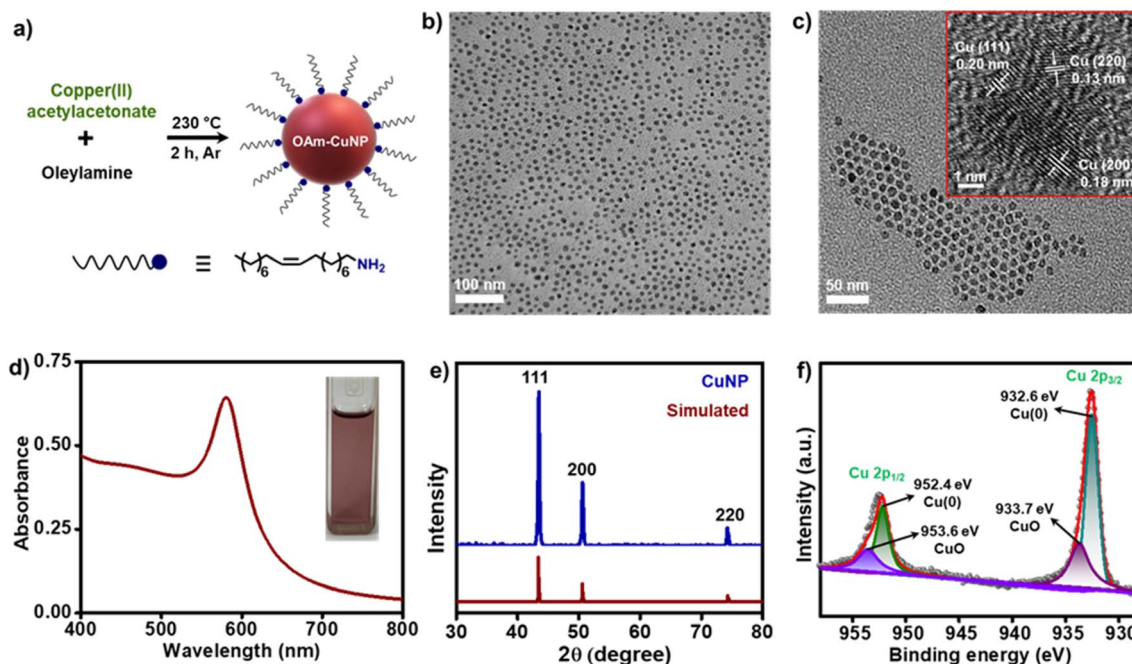 a)
Copper(II)
acetylacetonate
+
Oleylamine
230 °C
2 h, Ar
OAm-CuNP
≡
6
6
NH2
b)
100 nm
c)
Cu (111)
0.20 nm
Cu (220)
0.13 nm
Cu (200)
0.18 nm
1 nm
50 nm
d)
Absorbance
0.75
0.50
0.25
0.00
400 500 600 700 800
Wavelength (nm)
e)
Intensity
111
200
220
CuNP
Simulated
30 40 50 60 70 80
2θ (degree)
f)
Intensity (a.u.)
Cu 2p3/2
932.6 eV
Cu(0)
Cu 2p1/2
952.4 eV
Cu(0)
953.6 eV
CuO
933.7 eV
CuO
955 950 945 940 935 930
Binding energy (eV)